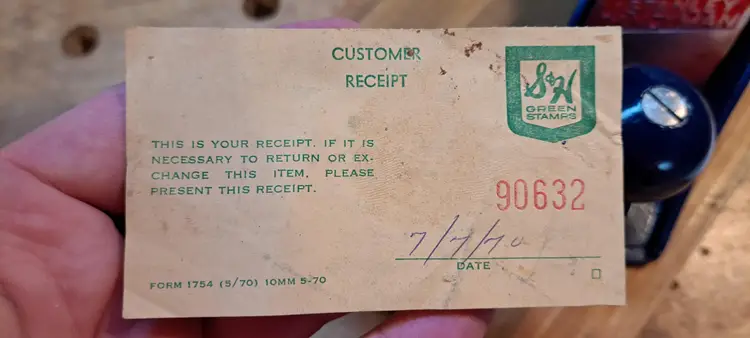 CUSTOMER
RECEIPT
S&H
GREEN
STAMPS
THIS IS YOUR RECEIPT. IF IT IS
NECESSARY TO RETURN OR EX-
CHANGE THIS ITEM, PLEASE
PRESENT THIS RECEIPT.
90632
7/7/70
DATE
FORM 1754 (5/70) 10MM 5-70